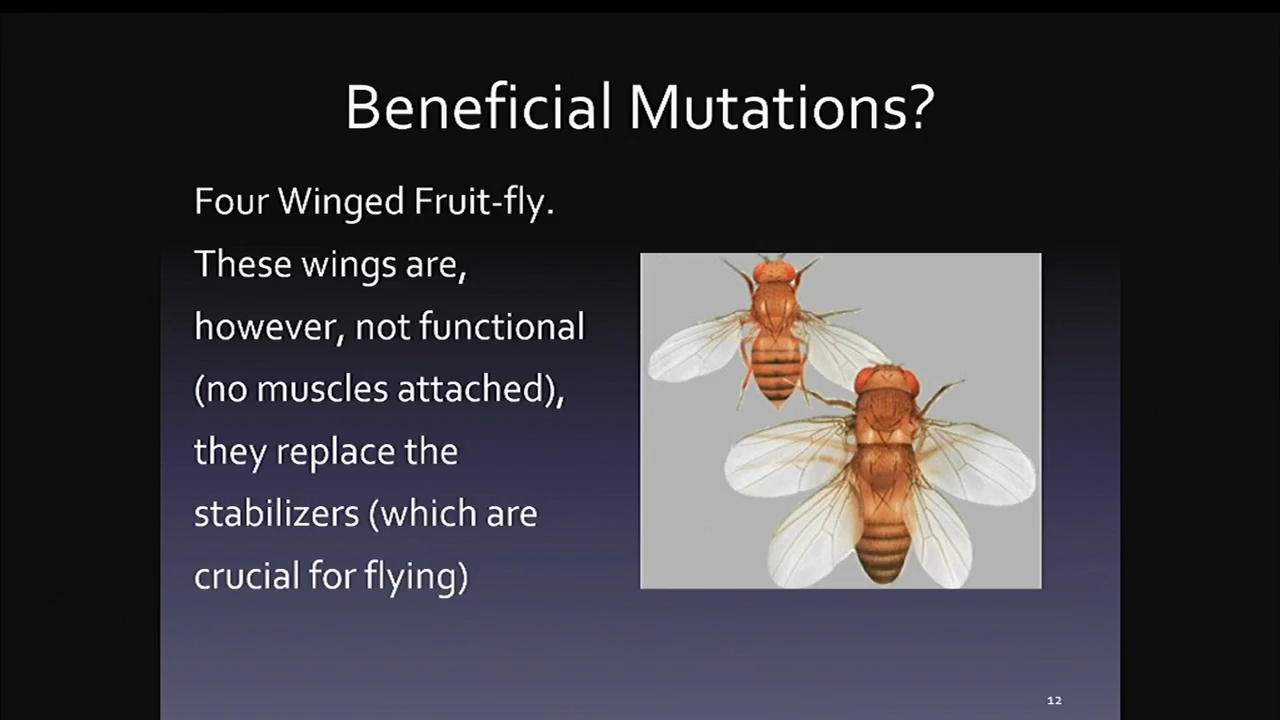 Beneficial Mutations?
Four Winged Fruit-fly.
These wings are,
however, not functional
(no muscles attached),
they replace the
stabilizers (which are
crucial for flying)
12